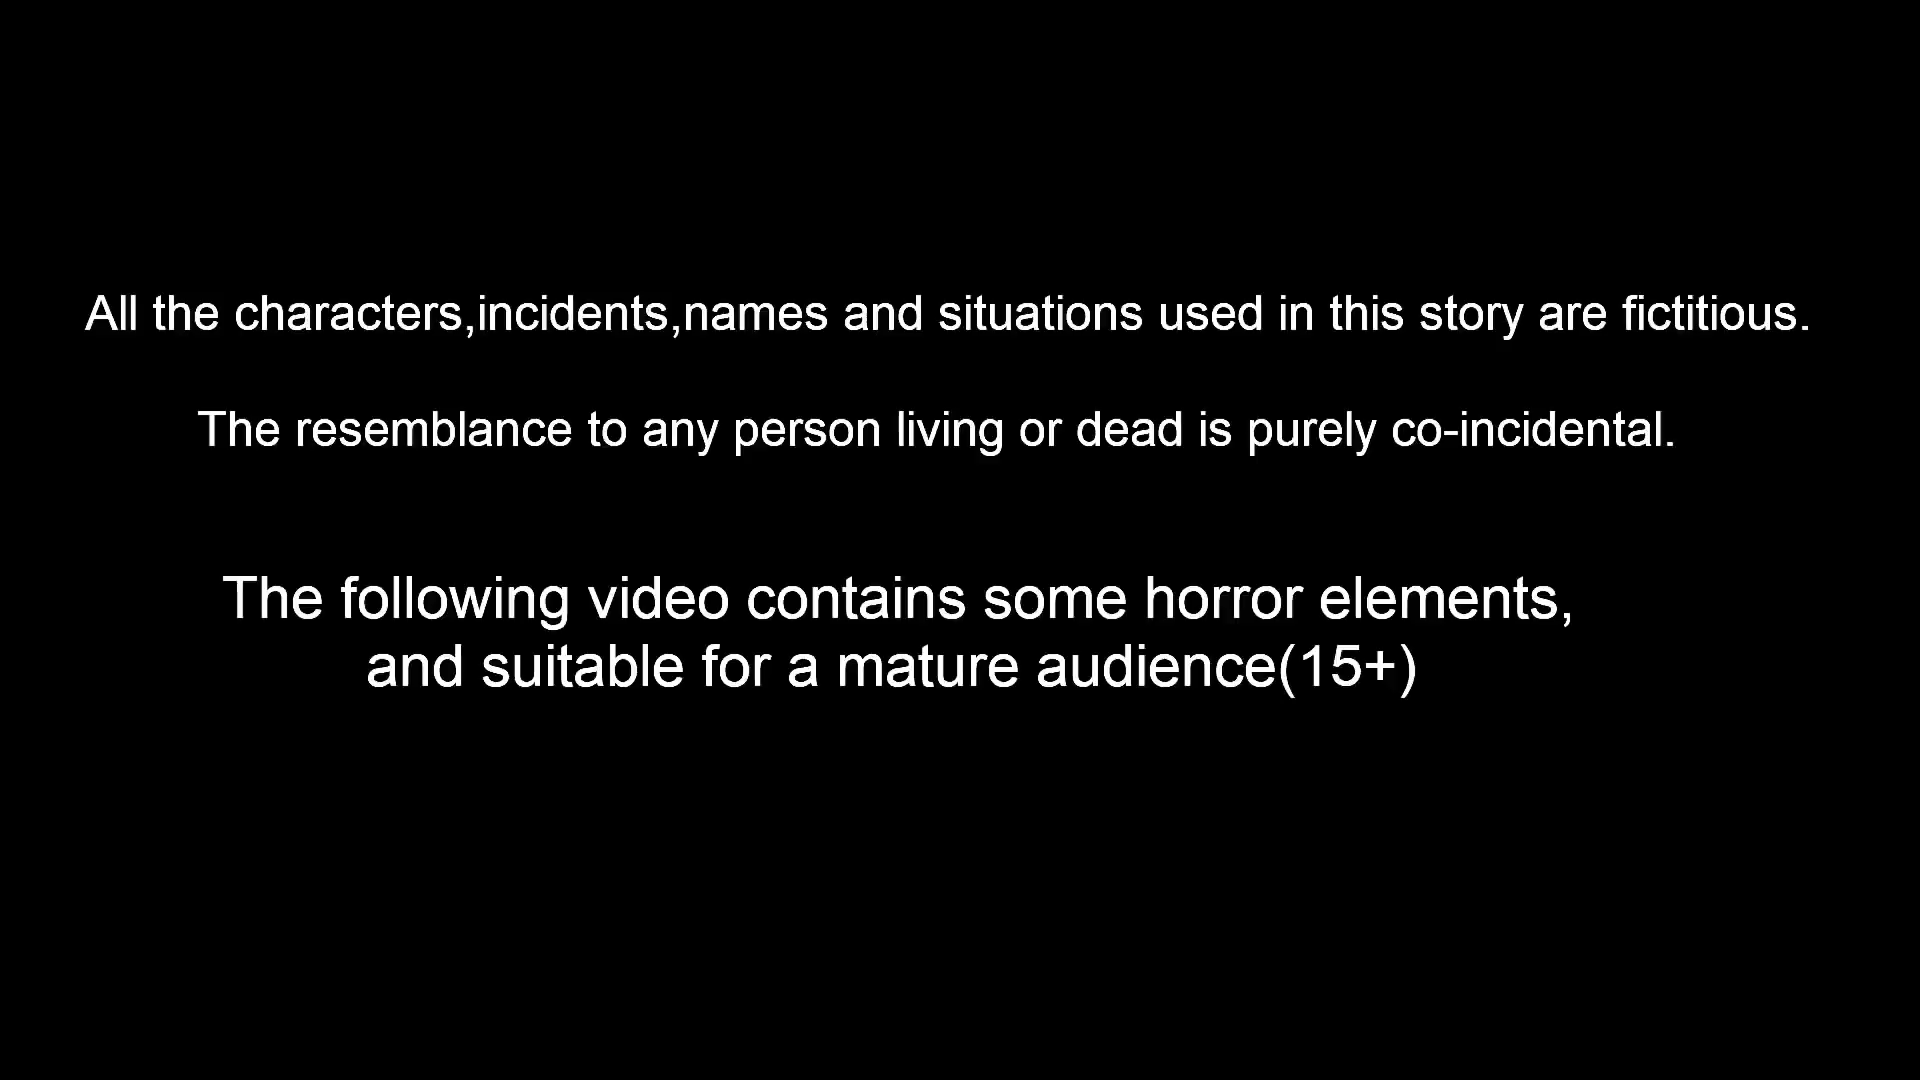 All the characters,incidents,names and situations used in this story are fictitious.
The resemblance to any person living or dead is purely co-incidental.
The following video contains some horror elements,
and suitable for a mature audience(15+)